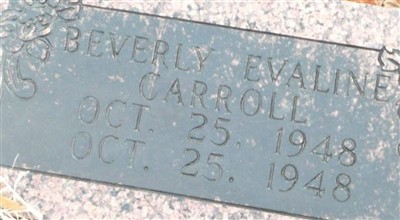 BEVERLY EVALINE
CARROLL
OCT. 25, 1948
OCT. 25. 1948